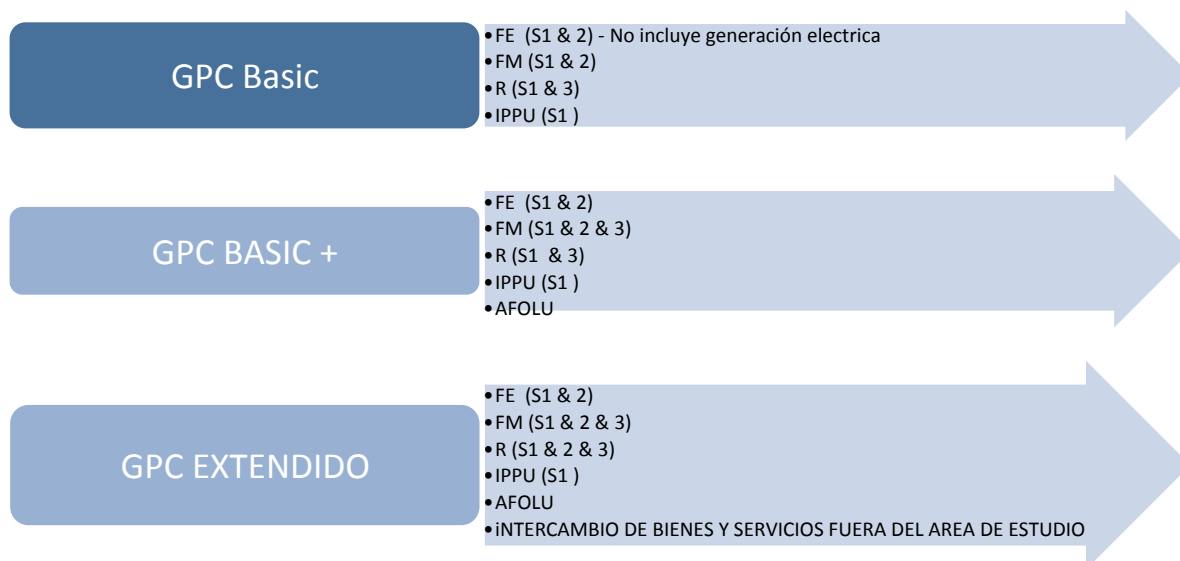 GPC Basic
•FE (S1 & 2) - No incluye generación electrica
•FM (S1 & 2)
•R (S1 & 3)
•IPPU (S1 )
GPC BASIC +
•FE (S1 & 2)
•FM (S1 & 2 & 3)
•R (S1 & 3)
•IPPU (S1 )
•AFOLU
GPC EXTENDIDO
•FE (S1 & 2)
•FM (S1 & 2 & 3)
•R (S1 & 2 & 3)
•IPPU (S1 )
•AFOLU
•iNTERCAMBIO DE BIENES Y SERVICIOS FUERA DEL AREA DE ESTUDIO